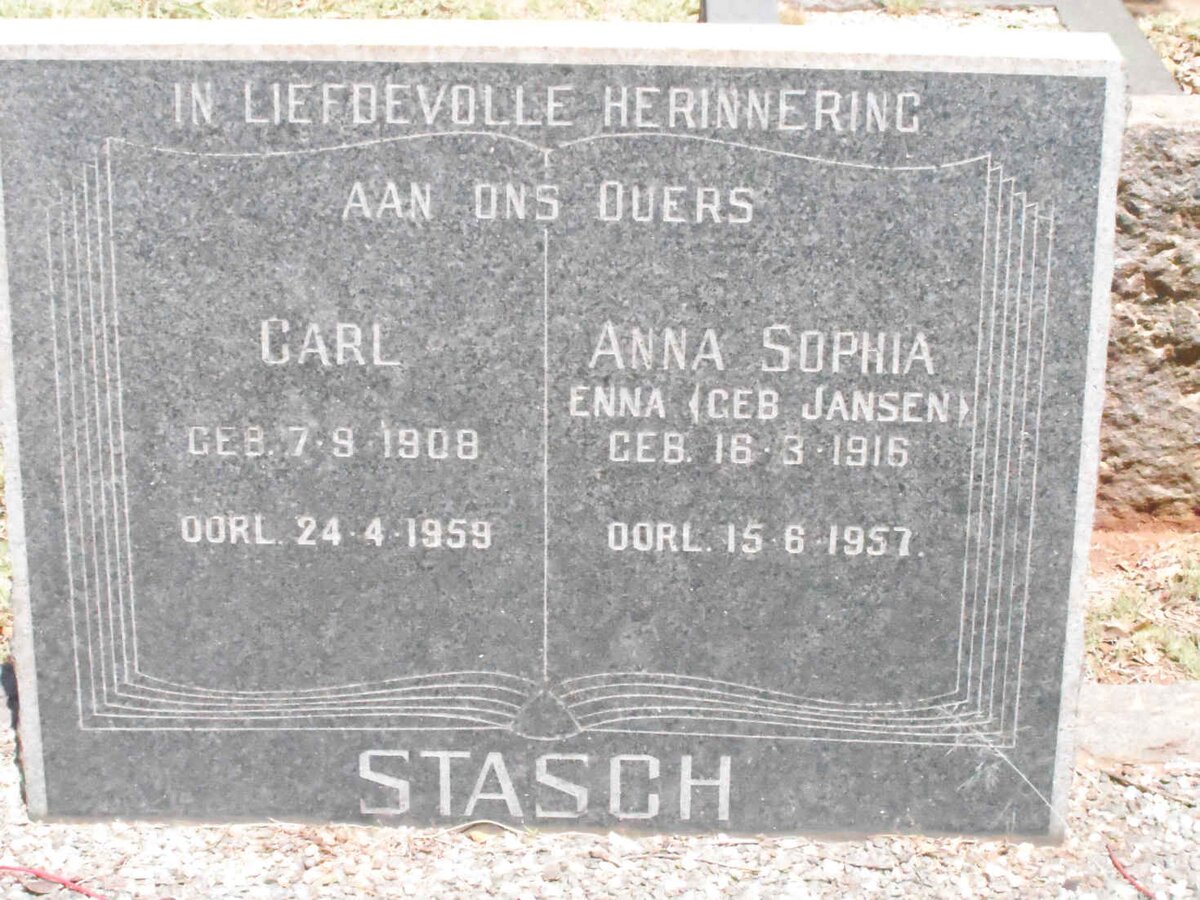 IN LIEFDEVOLLE HERINNERING
AAN ONS OUERS
CARL
GEB. 7·9·1908
OORL. 24·4·1959
ANNA SOPHIA
ENNA (GEB JANSEN)
GEB. 16·3·1916
OORL. 15·6·1957.
STASCH